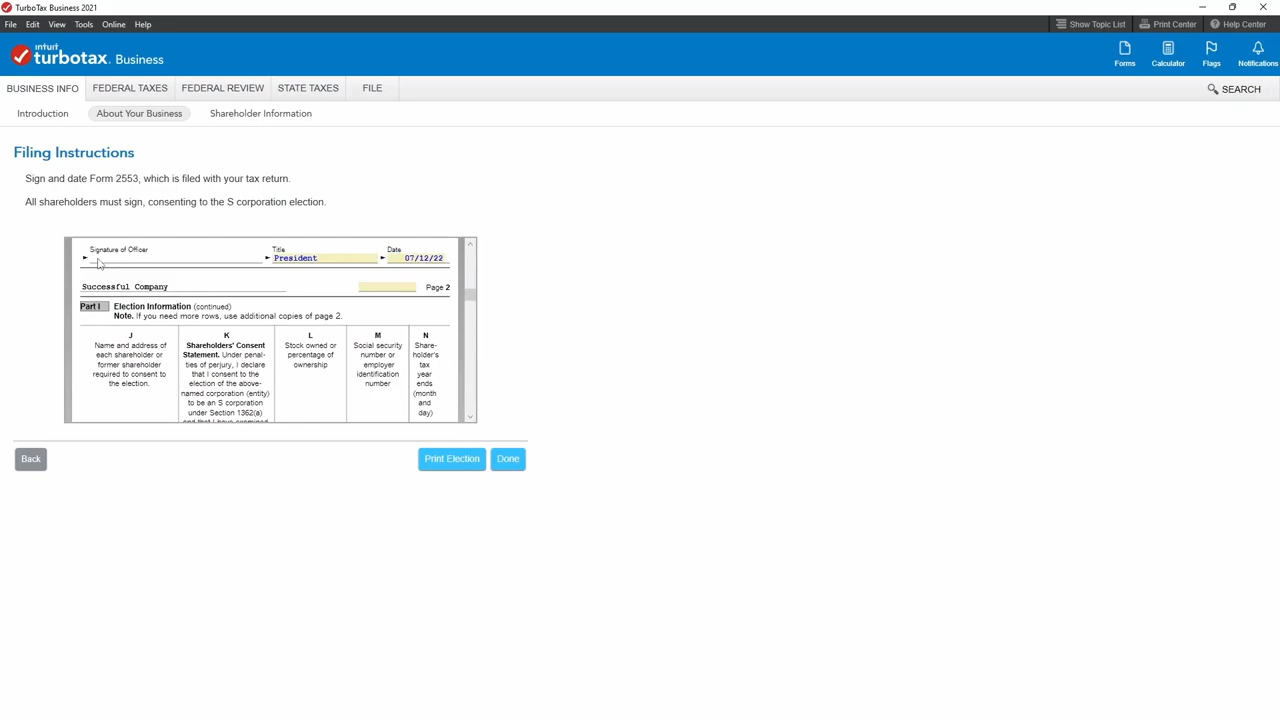 TurboTax Business 2021
File Edit View Tools Online Help
Show Topic List Print Center Help Center
intuit
turbotax. Business
Forms Calculator Flags Notifications
BUSINESS INFO FEDERAL TAXES FEDERAL REVIEW STATE TAXES FILE
SEARCH
Introduction About Your Business Shareholder Information
Filing Instructions
Sign and date Form 2553, which is filed with your tax return.
All shareholders must sign, consenting to the S corporation election.
Signature of Officer Title Date
President 07/12/22
Successful Company Page 2
Part I Election Information (continued)
Note. If you need more rows, use additional copies of page 2.
J
Name and address of
each shareholder or
former shareholder
required to consent to
the election.
K
Shareholders' Consent
Statement. Under penal-
ties of perjury, I declare
that I consent to the
election of the above-
named corporation (entity)
to be an S corporation
under Section 1362(a)
and that I have examined
L
Stock owned or
percentage of
ownership
M
Social security
number or
employer
identification
number
N
Share-
holder's
tax
year
ends
(month
and
day)
Back Print Election Done